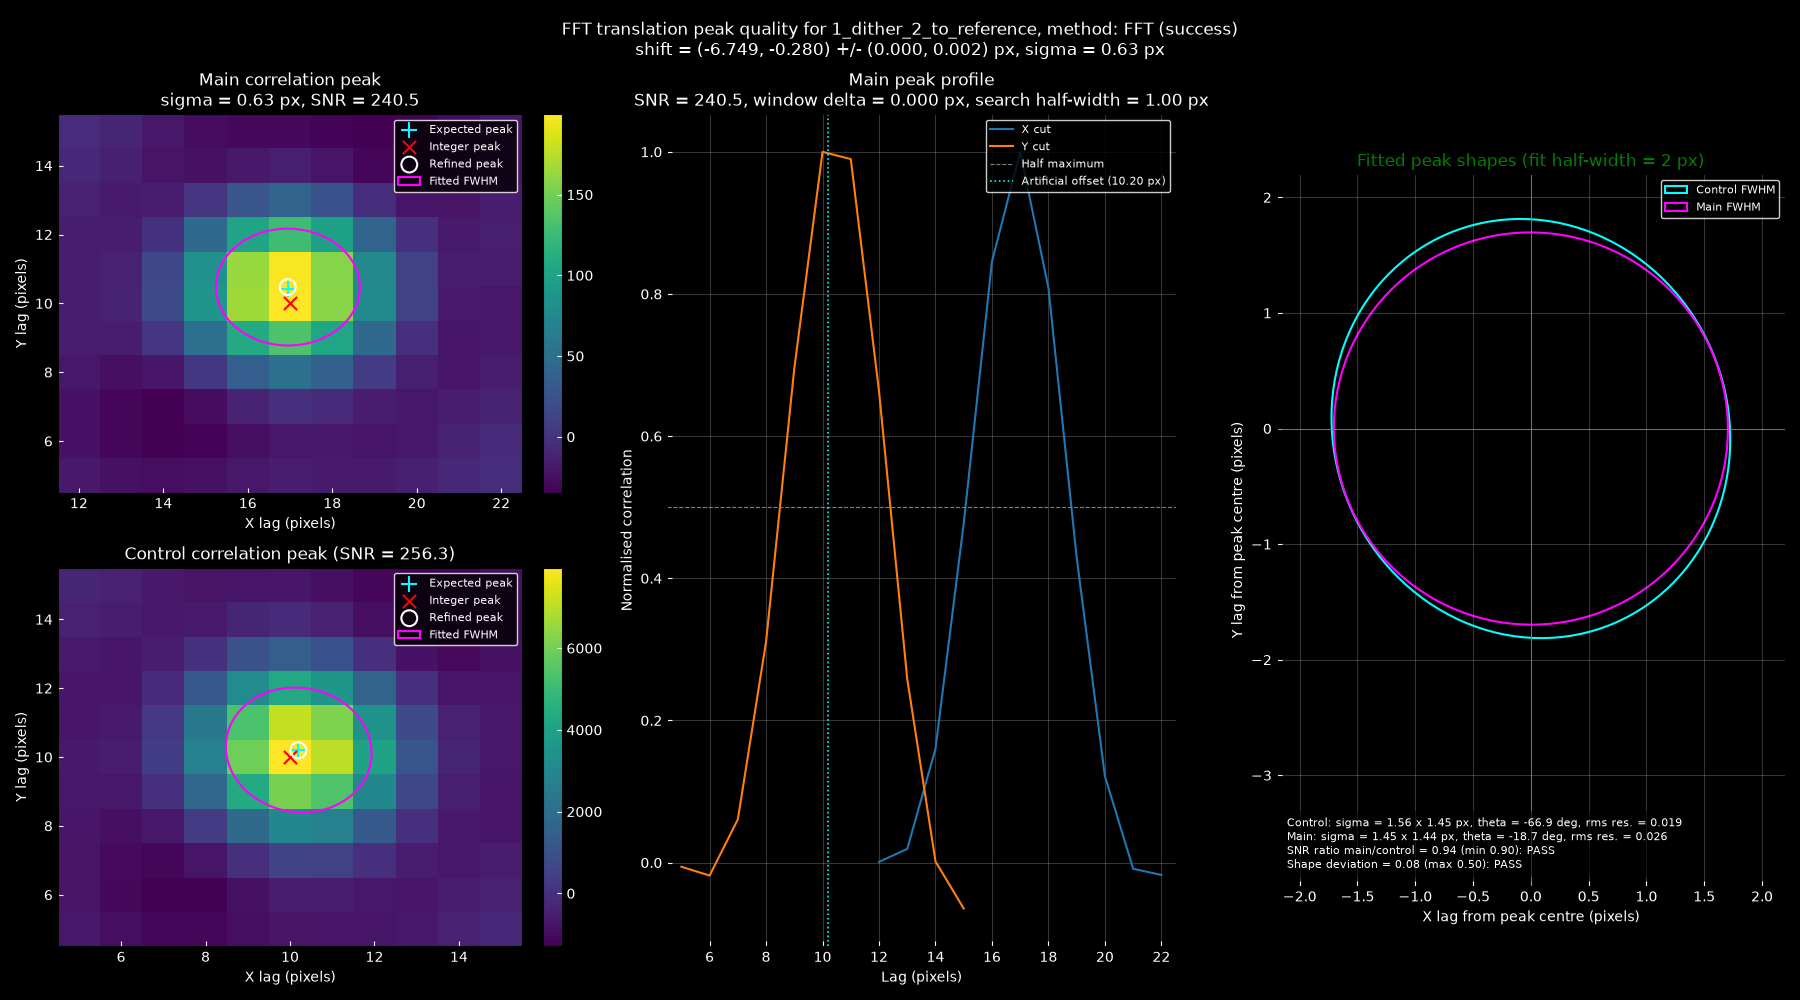 FFT translation peak quality for 1_dither_2_to_reference, method: FFT (success)
shift = (-6.749, -0.280) +/- (0.000, 0.002) px, sigma = 0.63 px
Main correlation peak
sigma = 0.63 px, SNR = 240.5
Expected peak
Integer peak
Refined peak
Fitted FWHM
14
12
10
8
6
Y lag (pixels)
12 14 16 18 20 22
X lag (pixels)
150
100
50
0
Control correlation peak (SNR = 256.3)
Expected peak
Integer peak
Refined peak
Fitted FWHM
14
12
10
8
6
Y lag (pixels)
6 8 10 12 14
X lag (pixels)
6000
4000
2000
0
Main peak profile
SNR = 240.5, window delta = 0.000 px, search half-width = 1.00 px
X cut
Y cut
Half maximum
Artificial offset (10.20 px)
1.0
0.8
0.6
0.4
0.2
0.0
Normalised correlation
6 8 10 12 14 16 18 20 22
Lag (pixels)
Fitted peak shapes (fit half-width = 2 px)
Control FWHM
Main FWHM
2
1
0
−1
−2
−3
Y lag from peak centre (pixels)
Control: sigma = 1.56 x 1.45 px, theta = -66.9 deg, rms res. = 0.019
Main: sigma = 1.45 x 1.44 px, theta = -18.7 deg, rms res. = 0.026
SNR ratio main/control = 0.94 (min 0.90): PASS
Shape deviation = 0.08 (max 0.50): PASS
−2.0 −1.5 −1.0 −0.5 0.0 0.5 1.0 1.5 2.0
X lag from peak centre (pixels)